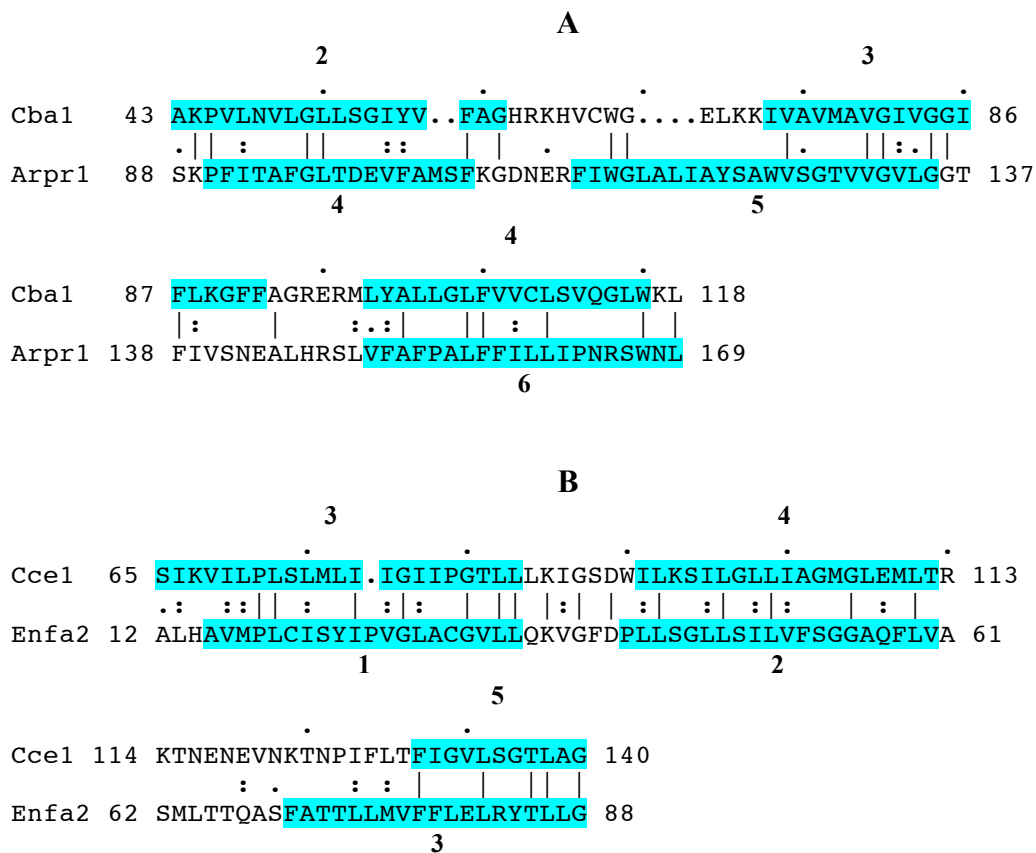 A
2 3
. . . . .
Cba1 43 AKPVLNVLGLLSGIYV..FAGHRKHVCWG....ELKKIVAVMAVGIVGGI 86
.|| :   ||   ::   | |  .   ||         |.   ||:.||
Arpr1 88 SKPFITAFGLTDEVFAMSFKGDNERFIWGLALIAYSAWVSGTVVGVLGGT 137
4 5
4
. . .
Cba1 87 FLKGFFAGRERMLYALLGLFVVCLSVQGLWKL 118
|:    |    :.:|   || : |     | |
Arpr1 138 FIVSNEALHRSLVFAFPALFFILLIPNRSWNL 169
6
B
3 4
. . . . .
Cce1 65 SIKVILPLSLMLI.IGIIPGTLLLKIGSDWILKSILGLLIAGMGLEMLTR 113
.:  ::|| :  | :|:  | || |:| |  :|  :| |:   | : |
Enfa2 12 ALHAVMPLCISYIPVGLACGVLLQKVGFDPLLSGLLSILVFSGGAQFLVA 61
1 2
5
. .
Cce1 114 KTNENEVNKTNPIFLTFIGVLSGTLAG 140
: .    : : |   |  || |
Enfa2 62 SMLTTQASFATTLLMVFFLELRYTLLG 88
3